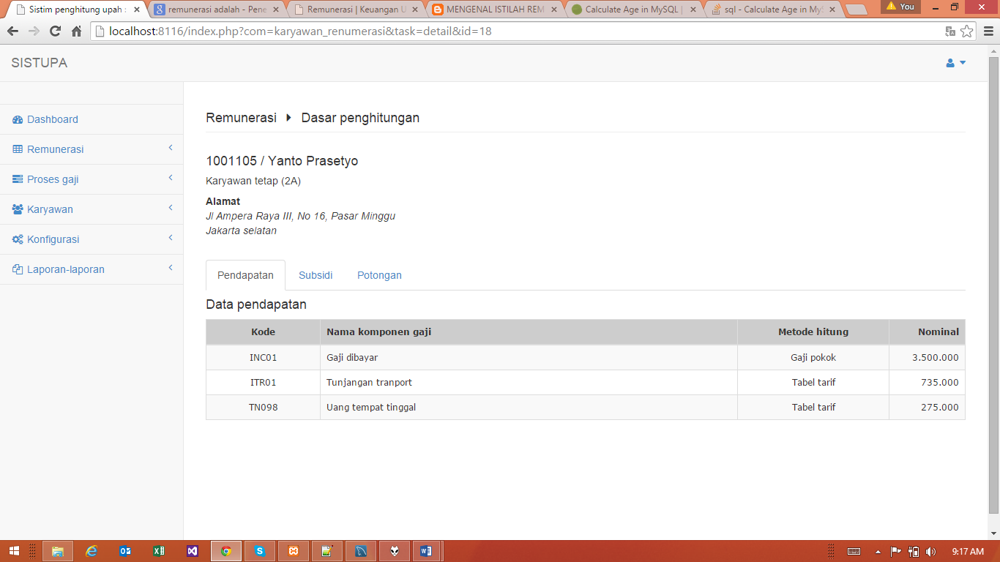 Sistim penghitung upah :
remunerasi adalah - Pene
Remunerasi | Keuangan U
MENGENAL ISTILAH REM
Calculate Age in MySQL |
sql - Calculate Age in MyS
You
localhost:8116/index.php?com=karyawan_renumerasi&task=detail&id=18
SISTUPA
Dashboard
Remunerasi
Proses gaji
Karyawan
Konfigurasi
Laporan-laporan
Remunerasi Dasar penghitungan
1001105 / Yanto Prasetyo
Karyawan tetap (2A)
Alamat
Jl Ampera Raya III, No 16, Pasar Minggu
Jakarta selatan
Pendapatan Subsidi Potongan
Data pendapatan
Kode Nama komponen gaji Metode hitung Nominal
INC01 Gaji dibayar Gaji pokok 3.500.000
ITR01 Tunjangan tranport Tabel tarif 735.000
TN098 Uang tempat tinggal Tabel tarif 275.000
9:17 AM